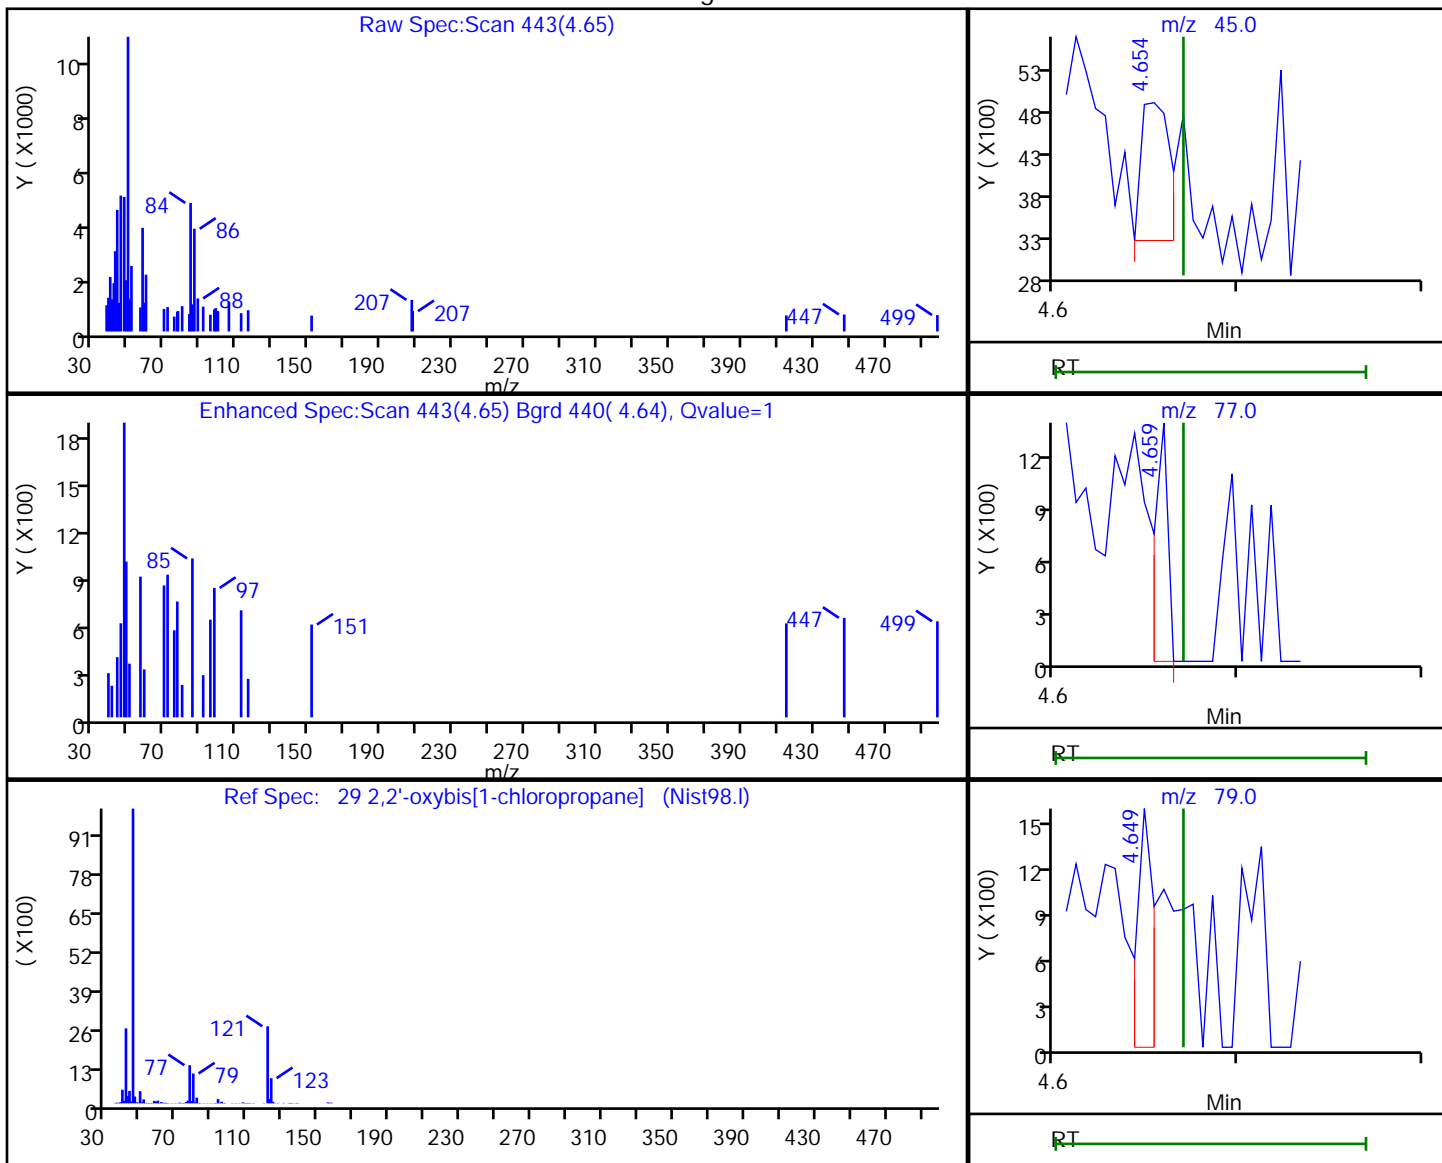 Raw Spec:Scan 443(4.65)
Y ( X1000)
10
8
6
4
2
0
84
86
88
207
207
447
499
30 70 110 150 190 230 270 310 350 390 430 470
m/z
m/z 45.0
Y ( X100)
53
48
43
38
33
28
4.654
4.6
Min
RT
Enhanced Spec:Scan 443(4.65) Bgrd 440( 4.64), Qvalue=1
Y ( X100)
18
15
12
9
6
3
0
85
97
151
447
499
30 70 110 150 190 230 270 310 350 390 430 470
m/z
m/z 77.0
Y ( X100)
12
9
6
3
0
4.659
4.6
Min
RT
Ref Spec: 29 2,2'-oxybis[1-chloropropane] (Nist98.l)
( X100)
91
78
65
52
39
26
13
0
77
79
121
123
30 70 110 150 190 230 270 310 350 390 430 470
m/z 79.0
Y ( X100)
15
12
9
6
3
0
4.649
4.6
Min
RT